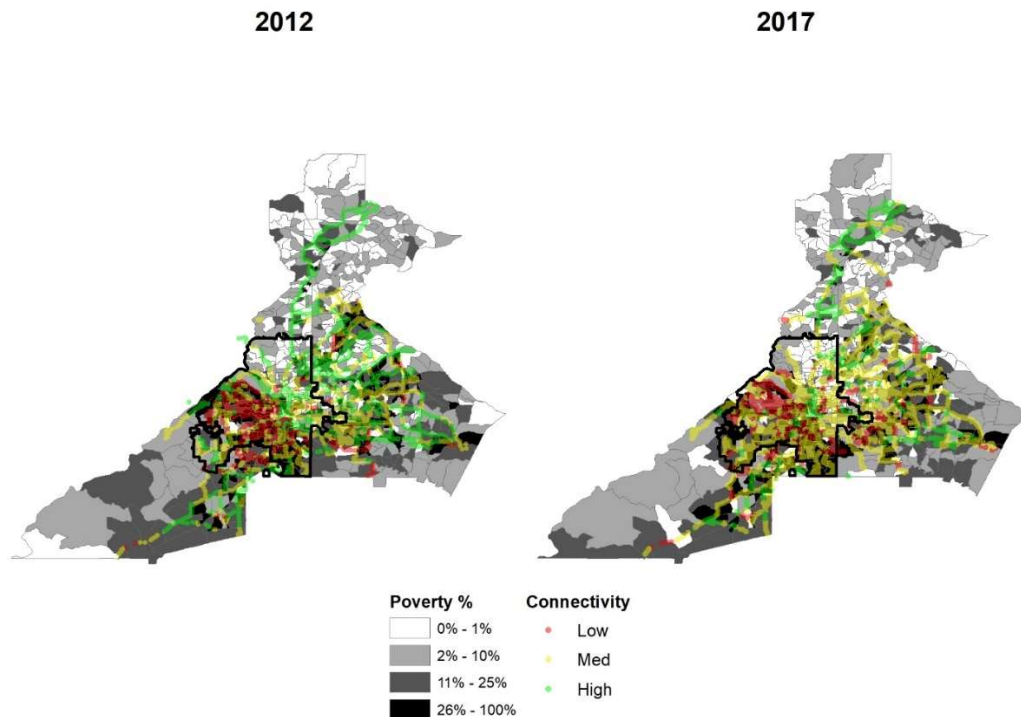 2012
2017
Poverty %
0% - 1%
2% - 10%
11% - 25%
26% - 100%
Connectivity
Low
Med
High